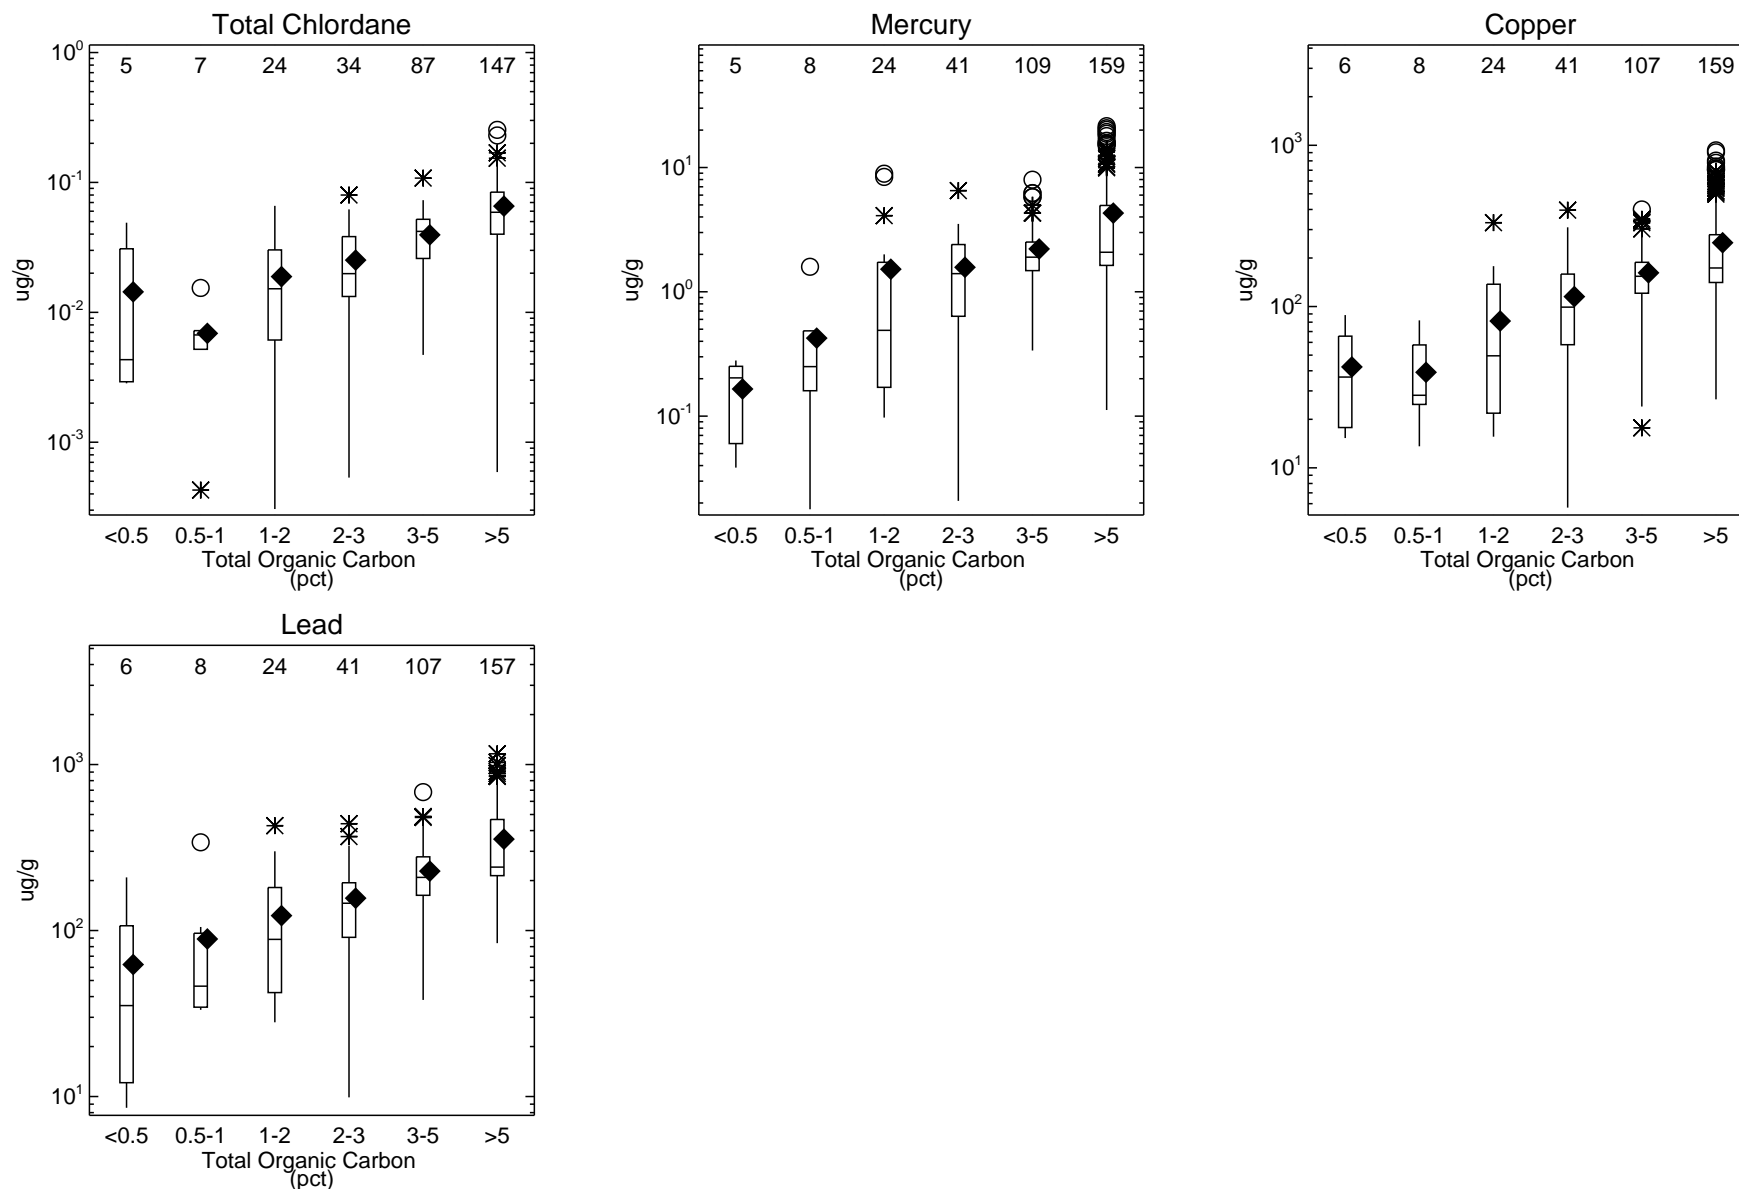 Total Chlordane
10^0
5 7 24 34 87 147
10^-1
ug/g
10^-2
10^-3
<0.5 0.5-1 1-2 2-3 3-5 >5
Total Organic Carbon
(pct)
Mercury
5 8 24 41 109 159
10^1
ug/g
10^0
10^-1
<0.5 0.5-1 1-2 2-3 3-5 >5
Total Organic Carbon
(pct)
Copper
6 8 24 41 107 159
10^3
ug/g
10^2
10^1
<0.5 0.5-1 1-2 2-3 3-5 >5
Total Organic Carbon
(pct)
Lead
6 8 24 41 107 157
10^3
ug/g
10^2
10^1
<0.5 0.5-1 1-2 2-3 3-5 >5
Total Organic Carbon
(pct)